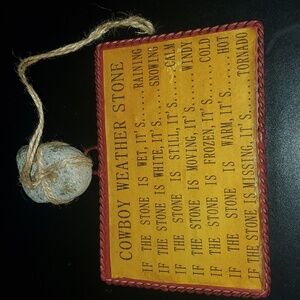 COWBOY WEATHER STONE
IF THE STONE IS WET, IT'S......RAINING
IF THE STONE IS WHITE, IT'S......SNOWING
IF THE STONE IS STILL, IT'S......CALM
IF THE STONE IS MOVING, IT'S......WINDY
IF THE STONE IS FROZEN, IT'S......COLD
IF THE STONE IS WARM, IT'S......HOT
IF THE STONE IS MISSING, IT'S......TORNADO